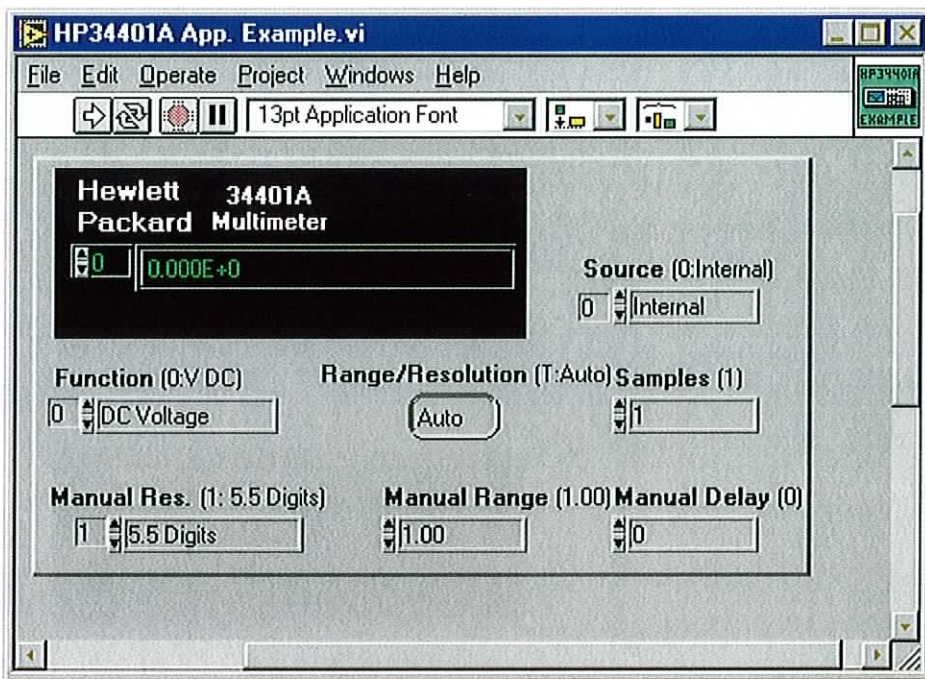 HP34401A App. Example.vi
File Edit Operate Project Windows Help
HP34401A
EXAMPLE
13pt Application Font
Hewlett 34401A
Packard Multimeter
0 0.000E+0
Source (0:Internal)
0 Internal
Function (0:V DC) Range/Resolution (T:Auto) Samples (1)
0 DC Voltage Auto 1
Manual Res. (1: 5.5 Digits) Manual Range (1.00) Manual Delay (0)
1 5.5 Digits 1.00 0